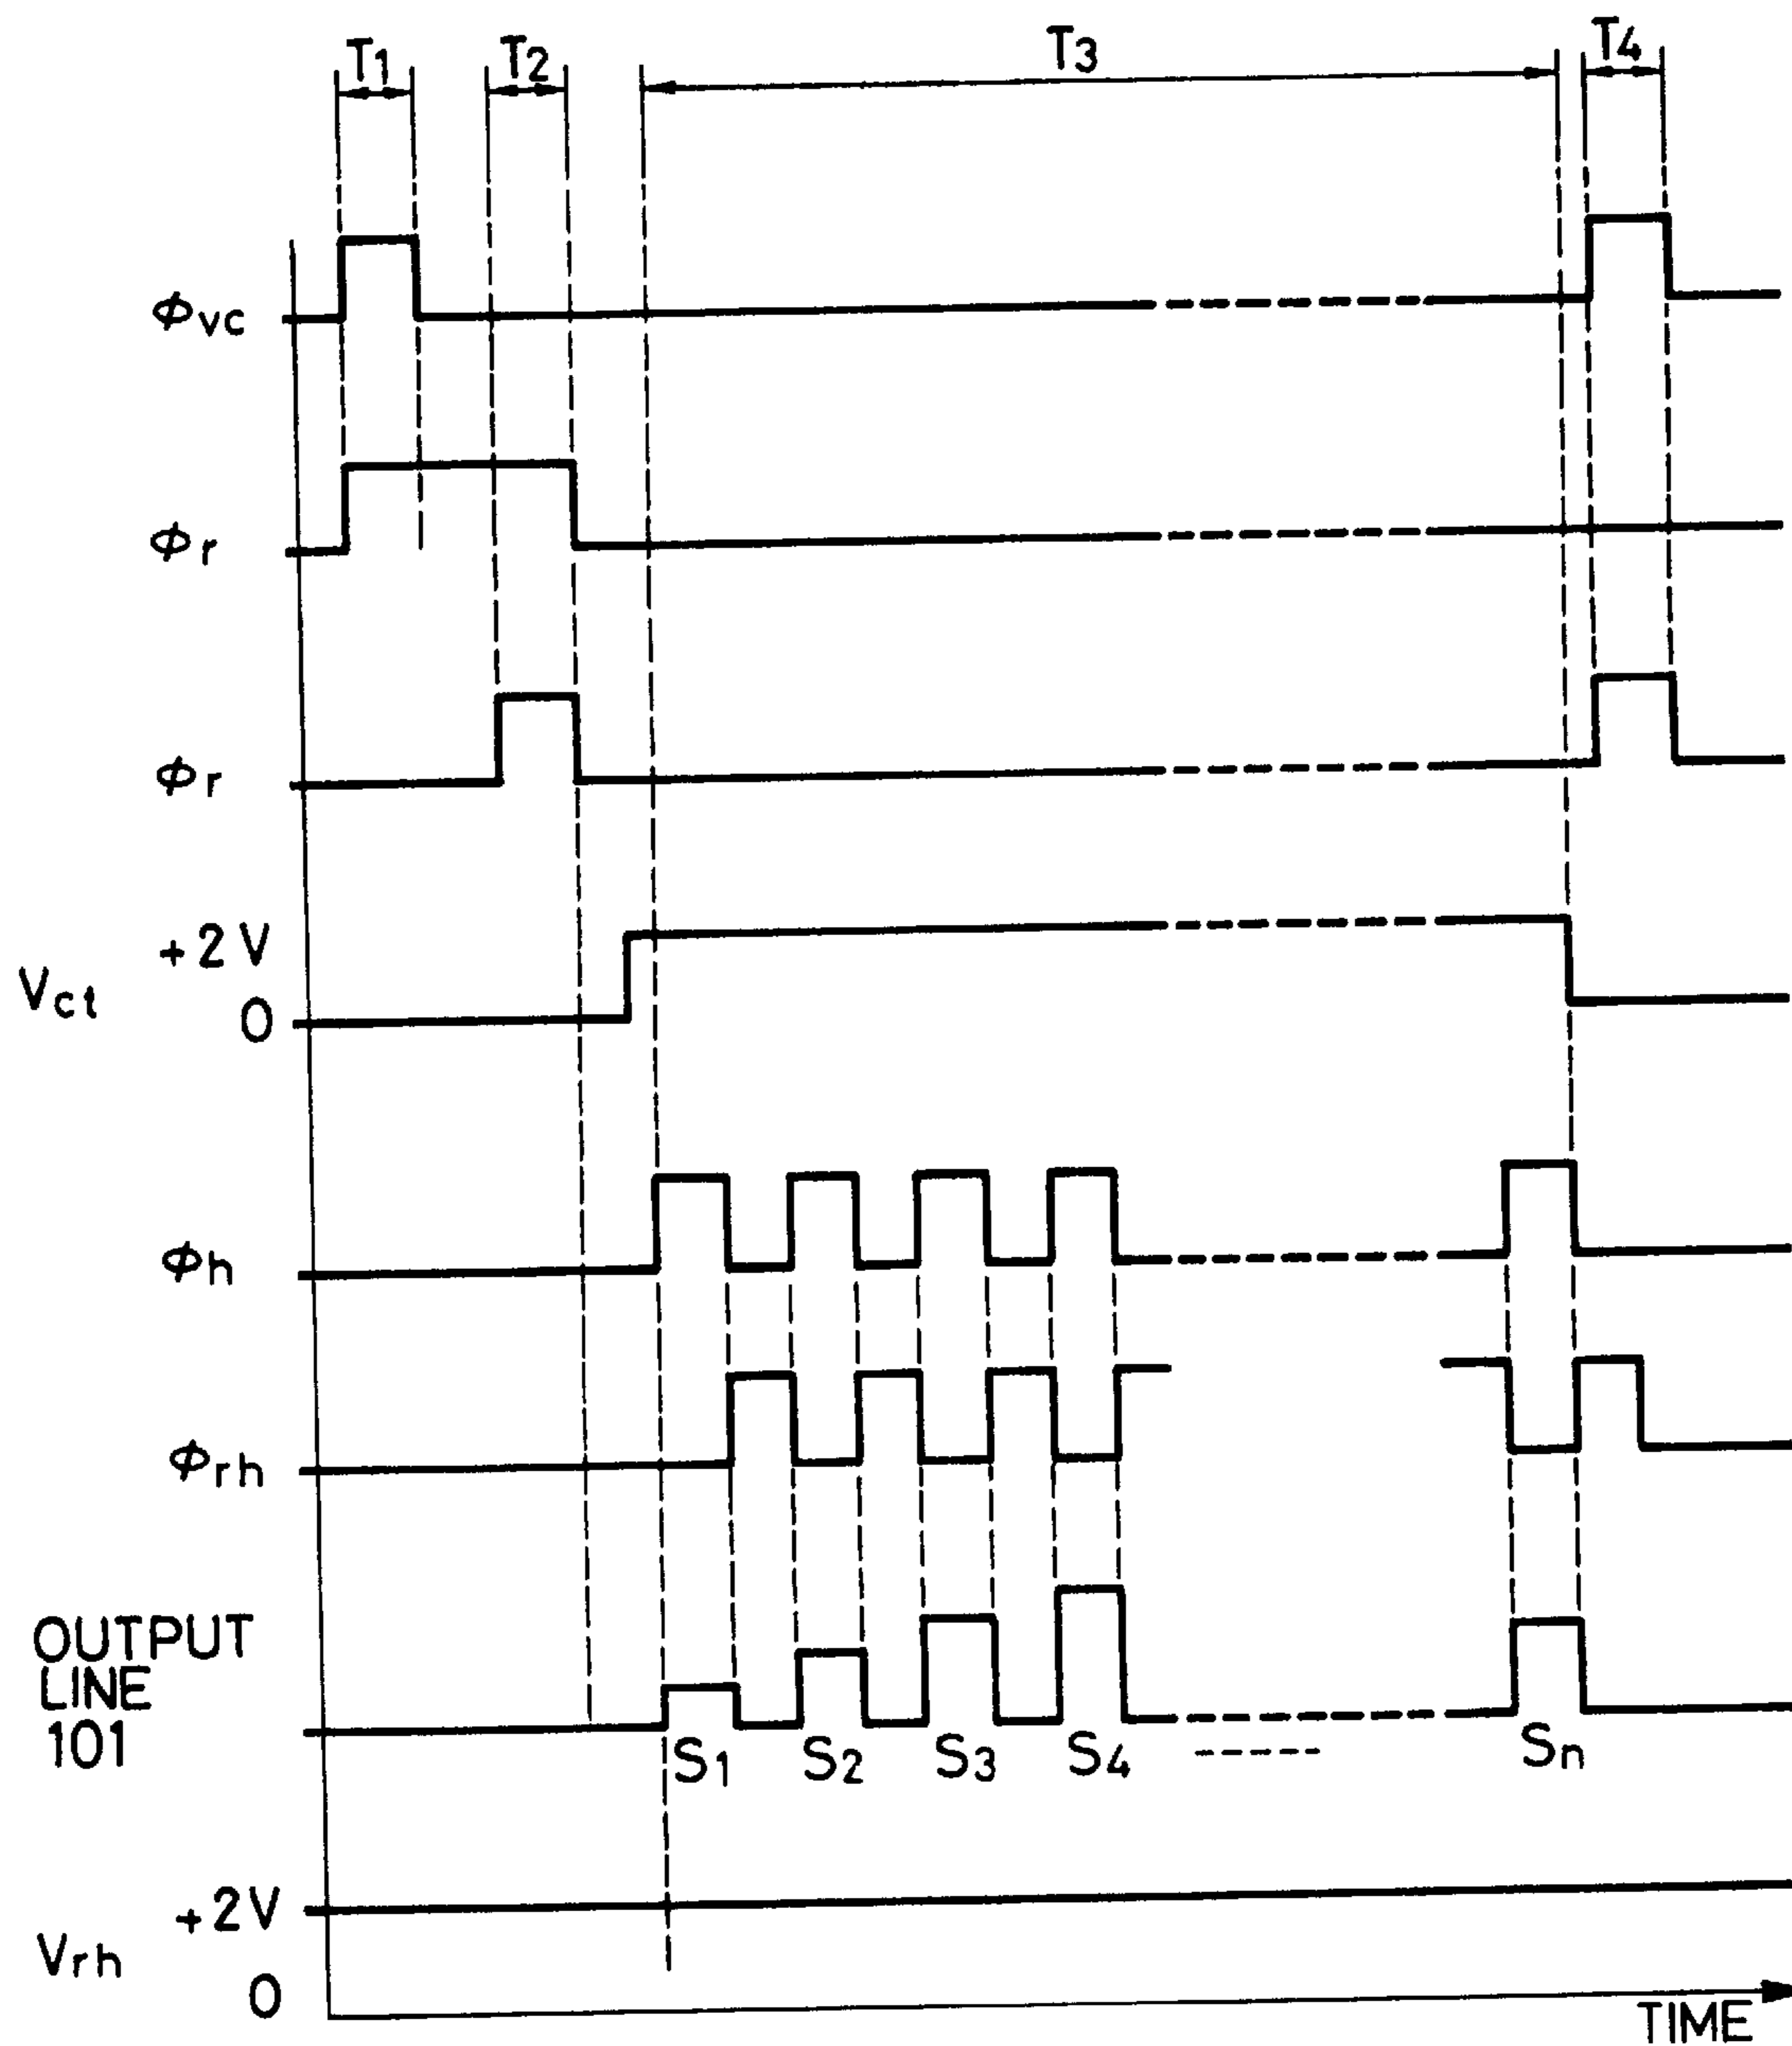 T1 T2 T3 T4
Φvc
Φr
Φr
+2V
Vct
0
Φh
Φrh
OUTPUT
LINE
101
S1 S2 S3 S4 ----- Sn
+2V
Vrh
0
TIME